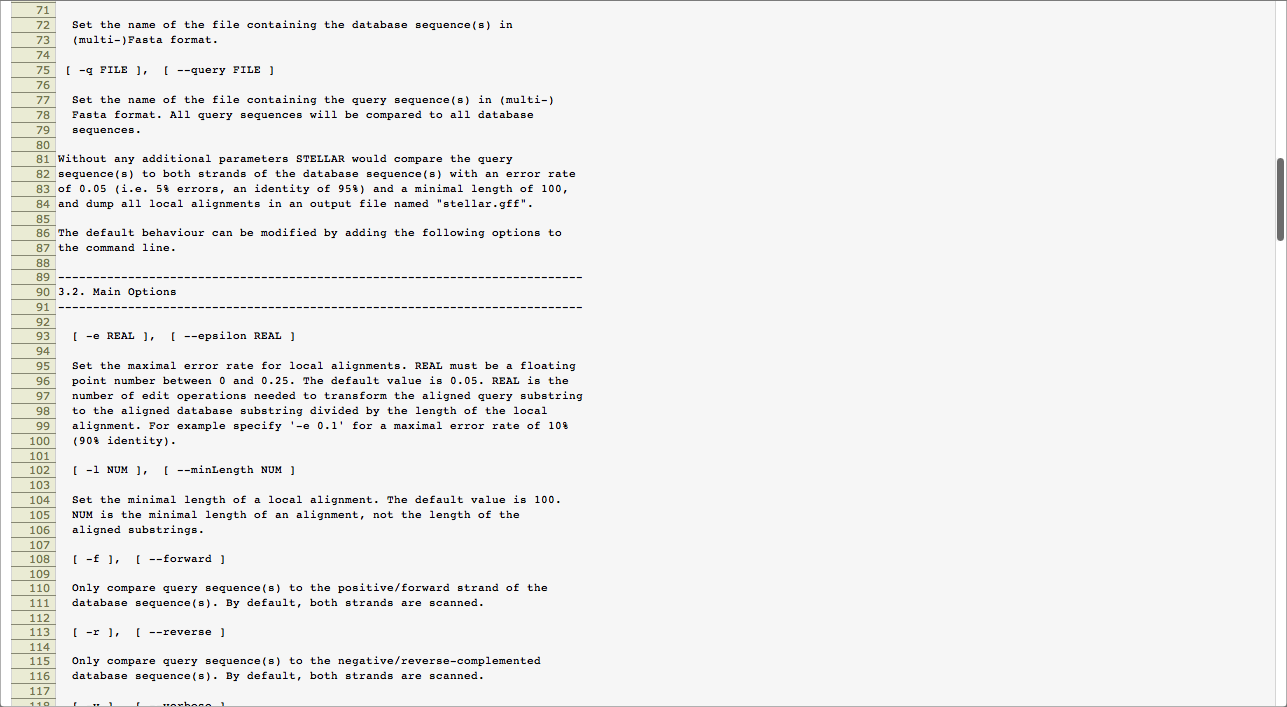 71
72 Set the name of the file containing the database sequence(s) in
73 (multi-)Fasta format.
74
75 [ -q FILE ], [ --query FILE ]
76
77 Set the name of the file containing the query sequence(s) in (multi-)
78 Fasta format. All query sequences will be compared to all database
79 sequences.
80
81 Without any additional parameters STELLAR would compare the query
82 sequence(s) to both strands of the database sequence(s) with an error rate
83 of 0.05 (i.e. 5% errors, an identity of 95%) and a minimal length of 100,
84 and dump all local alignments in an output file named "stellar.gff".
85
86 The default behaviour can be modified by adding the following options to
87 the command line.
88
89 ---------------------------------------------------------------------------
90 3.2. Main Options
91 ---------------------------------------------------------------------------
92
93 [ -e REAL ], [ --epsilon REAL ]
94
95 Set the maximal error rate for local alignments. REAL must be a floating
96 point number between 0 and 0.25. The default value is 0.05. REAL is the
97 number of edit operations needed to transform the aligned query substring
98 to the aligned database substring divided by the length of the local
99 alignment. For example specify '-e 0.1' for a maximal error rate of 10%
100 (90% identity).
101
102 [ -l NUM ], [ --minLength NUM ]
103
104 Set the minimal length of a local alignment. The default value is 100.
105 NUM is the minimal length of an alignment, not the length of the
106 aligned substrings.
107
108 [ -f ], [ --forward ]
109
110 Only compare query sequence(s) to the positive/forward strand of the
111 database sequence(s). By default, both strands are scanned.
112
113 [ -r ], [ --reverse ]
114
115 Only compare query sequence(s) to the negative/reverse-complemented
116 database sequence(s). By default, both strands are scanned.
117
118 [ -v ], [ --verbose ]